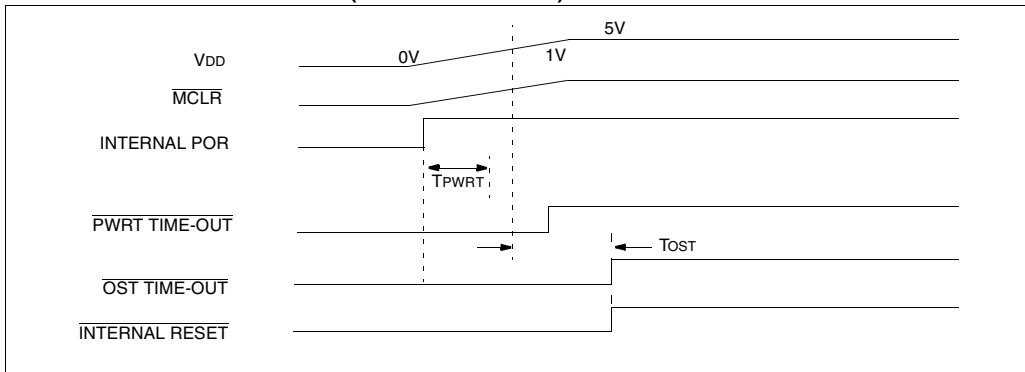 5V
0V
1V
VDD
MCLR
INTERNAL POR
TPWRT
PWRT TIME-OUT
TOST
OST TIME-OUT
INTERNAL RESET